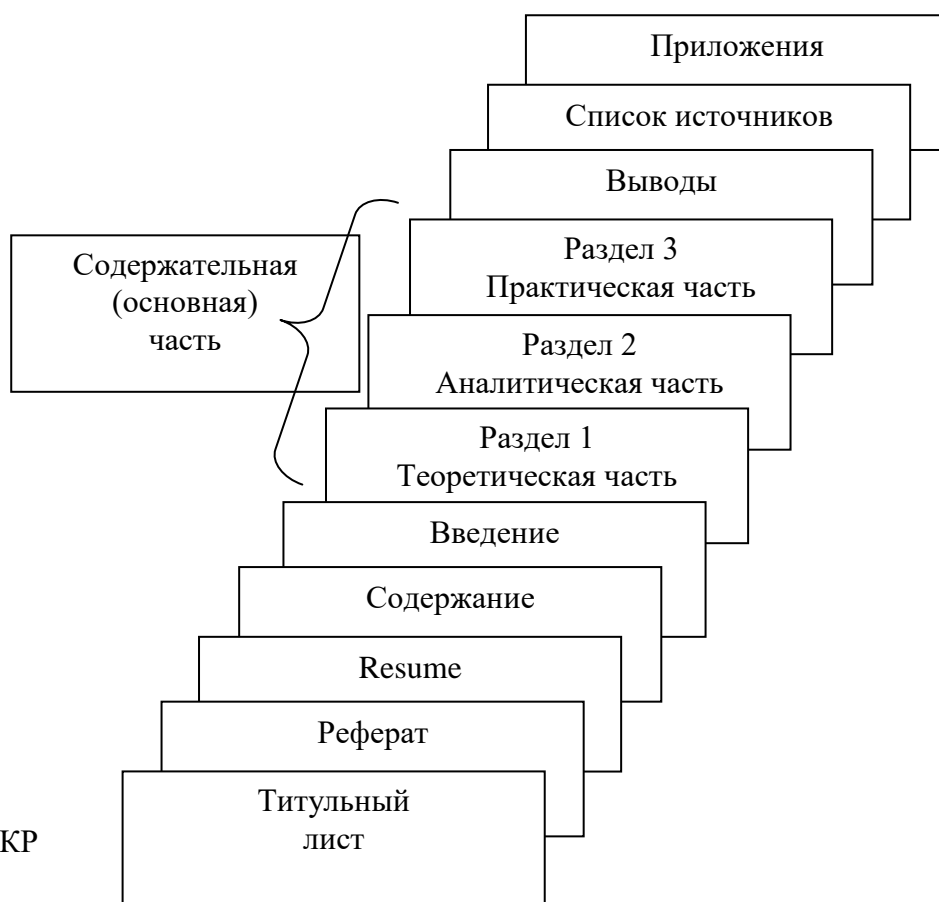 Приложения
Список источников
Выводы
Раздел 3
Практическая часть
Содержательная
(основная)
часть
Раздел 2
Аналитическая часть
Раздел 1
Теоретическая часть
Введение
Содержание
Resume
Реферат
Титульный
лист
КР